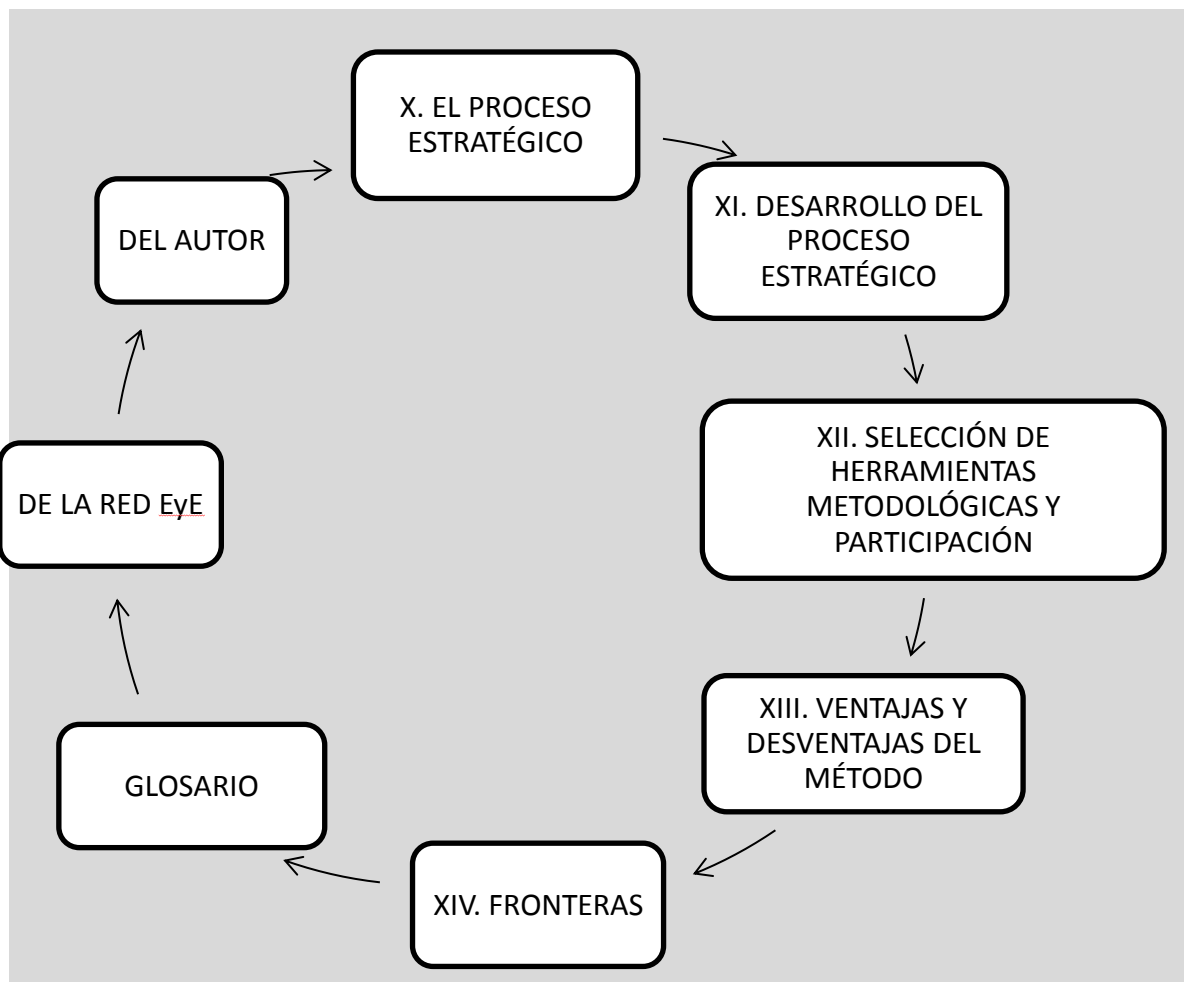 X. EL PROCESO
ESTRATÉGICO
XI. DESARROLLO DEL
PROCESO
ESTRATÉGICO
XII. SELECCIÓN DE
HERRAMIENTAS
METODOLÓGICAS Y
PARTICIPACIÓN
XIII. VENTAJAS Y
DESVENTAJAS DEL
MÉTODO
XIV. FRONTERAS
GLOSARIO
DE LA RED EyE
DEL AUTOR